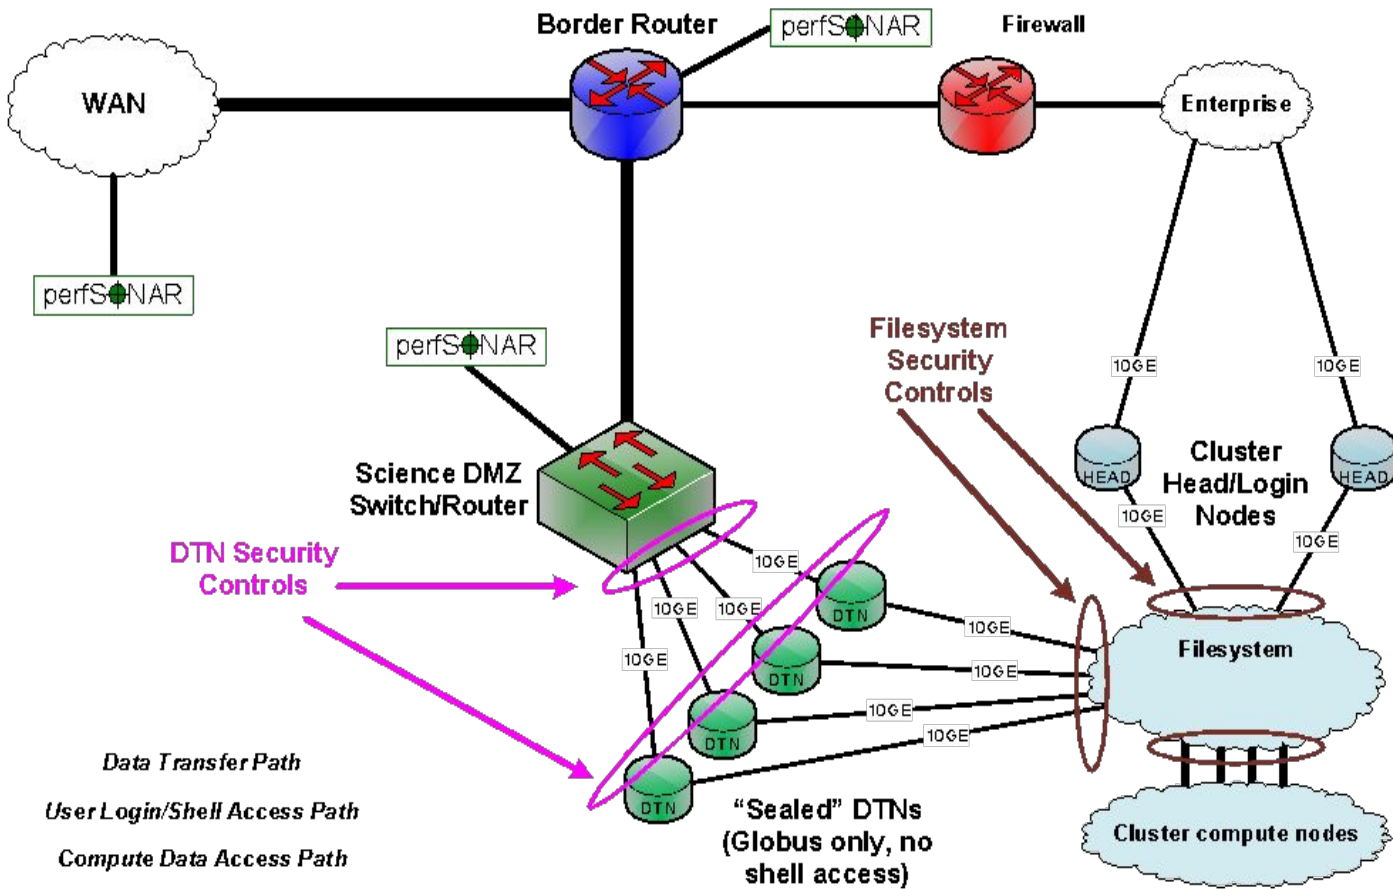 Border Router
perfSONAR
Firewall
WAN
Enterprise
perfSONAR
perfSONAR
Filesystem
Security
Controls
10GE
10GE
HEAD
HEAD
Cluster
Head/Login
Nodes
Science DMZ
Switch/Router
10GE
10GE
DTN Security
Controls
10GE
10GE
10GE
10GE
DTN
DTN
DTN
DTN
10GE
10GE
10GE
10GE
Filesystem
Data Transfer Path
User Login/Shell Access Path
Compute Data Access Path
“Sealed” DTNs
(Globus only, no
shell access)
Cluster compute nodes